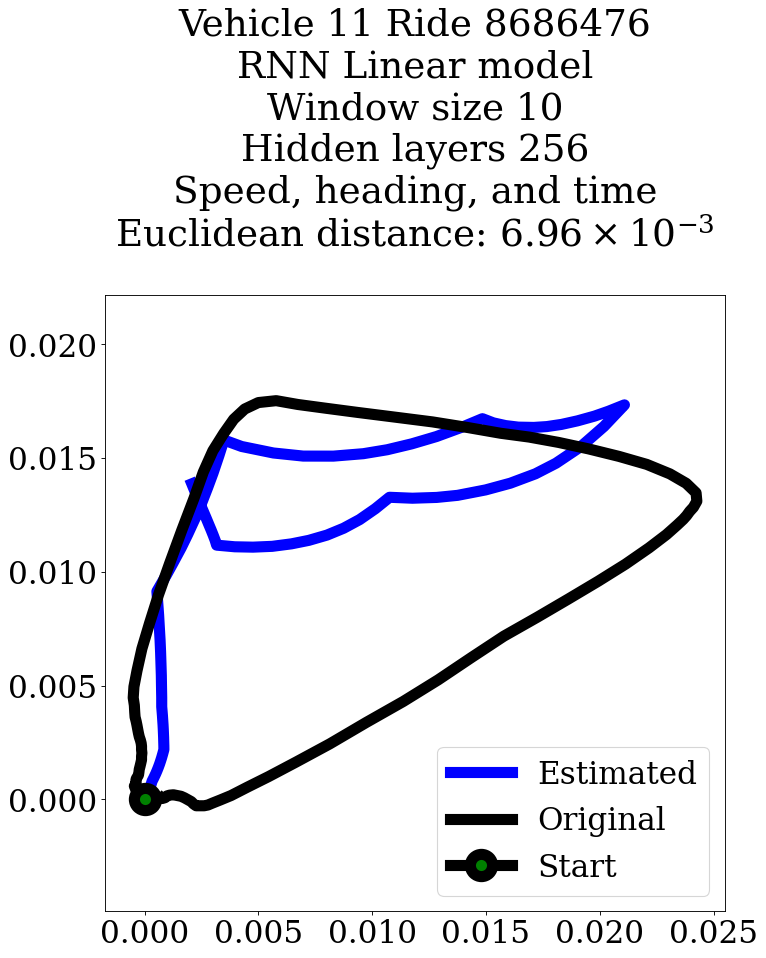 Vehicle 11 Ride 8686476
RNN Linear model
Window size 10
Hidden layers 256
Speed, heading, and time
Euclidean distance: 6.96 × 10⁻³
0.020
0.015
0.010
0.005
0.000
Estimated
Original
Start
0.000 0.005 0.010 0.015 0.020 0.025